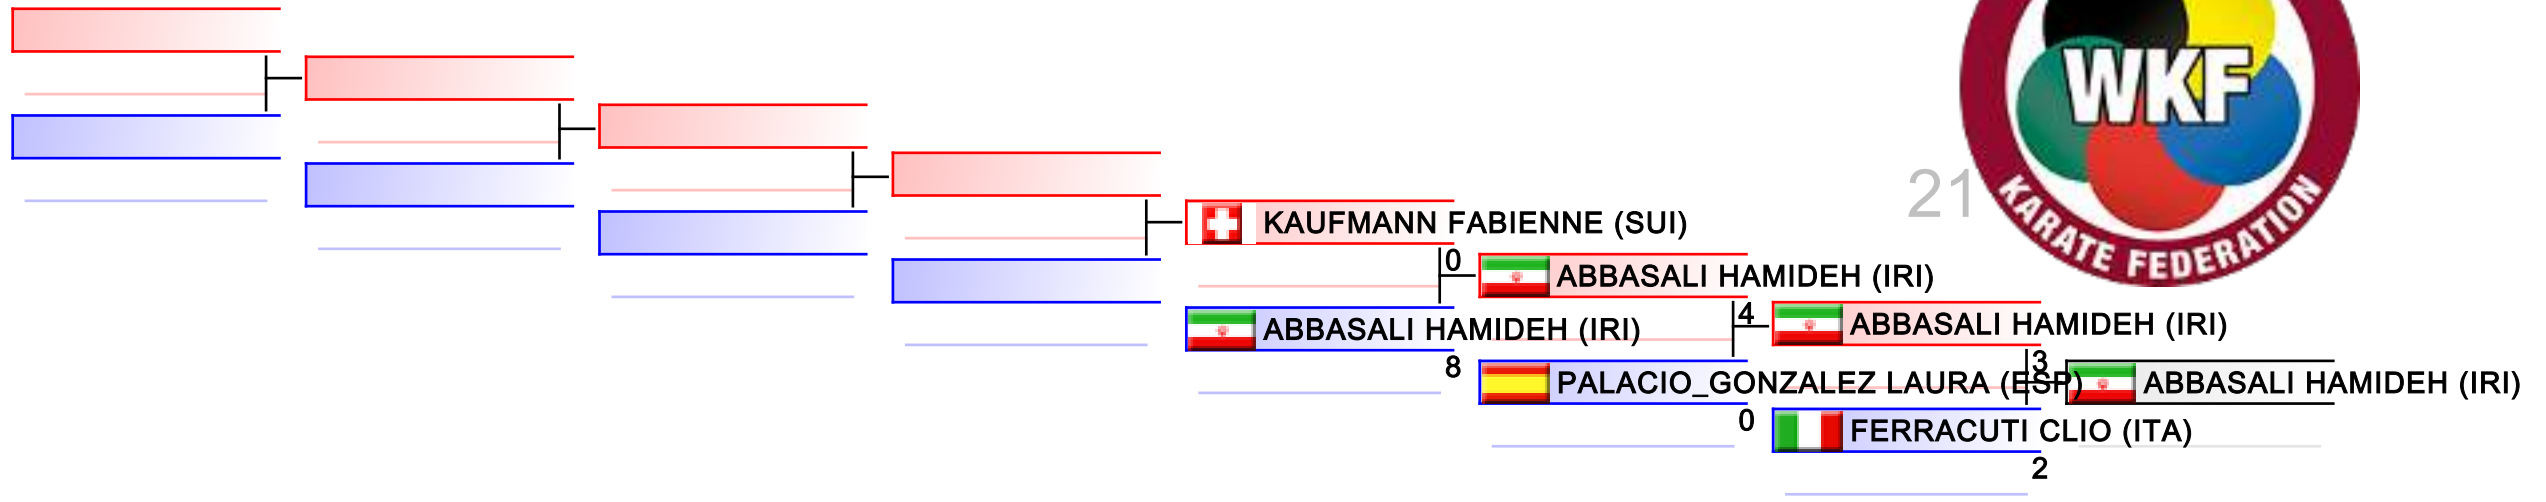 WKF
KARATE FEDERATION
21
KAUFMANN FABIENNE (SUI)
0
ABBASALI HAMIDEH (IRI)
ABBASALI HAMIDEH (IRI)
8
4
ABBASALI HAMIDEH (IRI)
PALACIO_GONZALEZ LAURA (ESP)
0
3
ABBASALI HAMIDEH (IRI)
FERRACUTI CLIO (ITA)
2